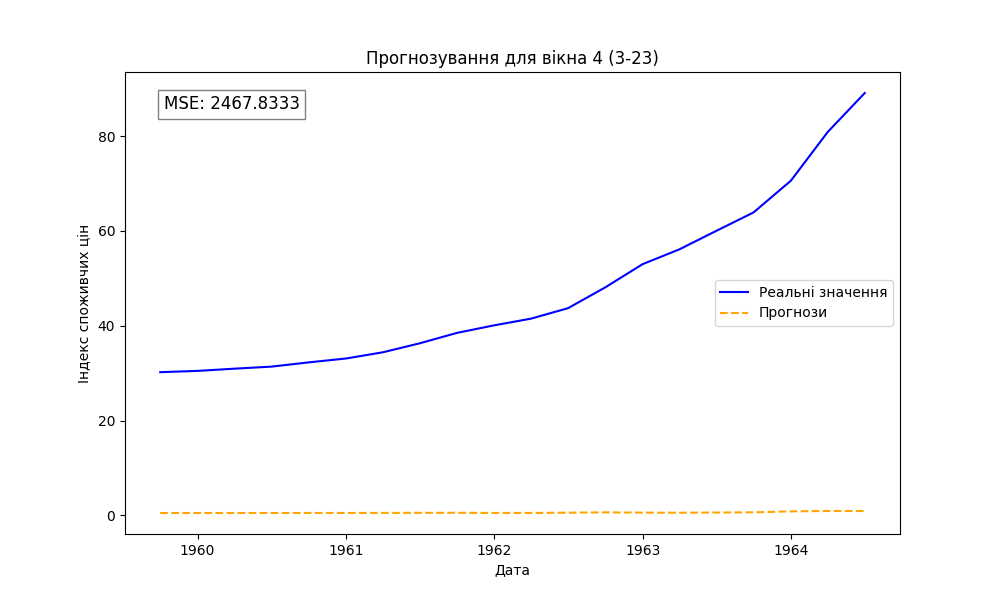 Прогнозування для вікна 4 (3-23)
MSE: 2467.8333
80
60
40
20
0
Індекс споживчих цін
Реальні значення
Прогнози
1960
1961
1962
1963
1964
Дата